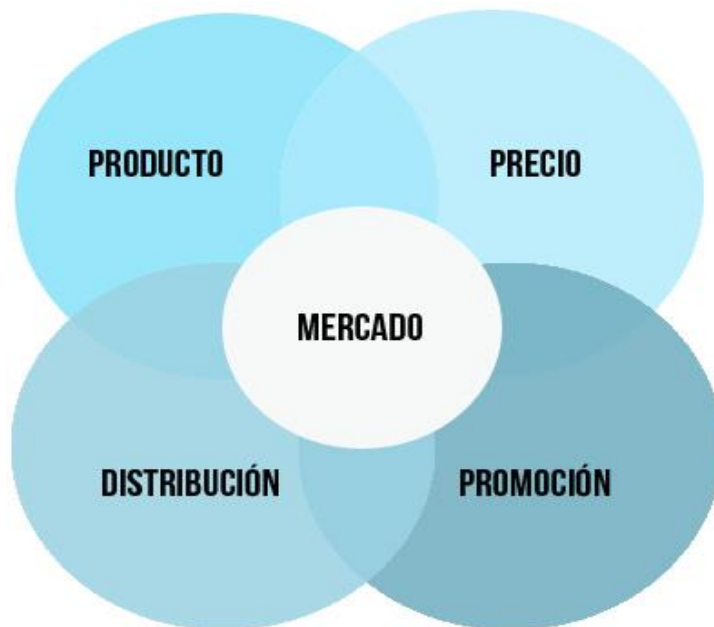 PRODUCTO
PRECIO
MERCADO
DISTRIBUCIÓN
PROMOCIÓN